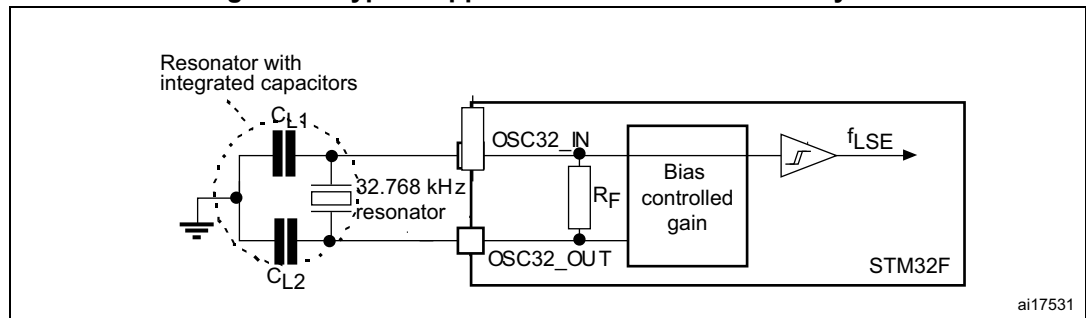 Resonator with
integrated capacitors
CL1
OSC32_IN
fLSE
32.768 kHz
resonator
RF
Bias
controlled
gain
OSC32_OUT
STM32F
CL2
ai17531